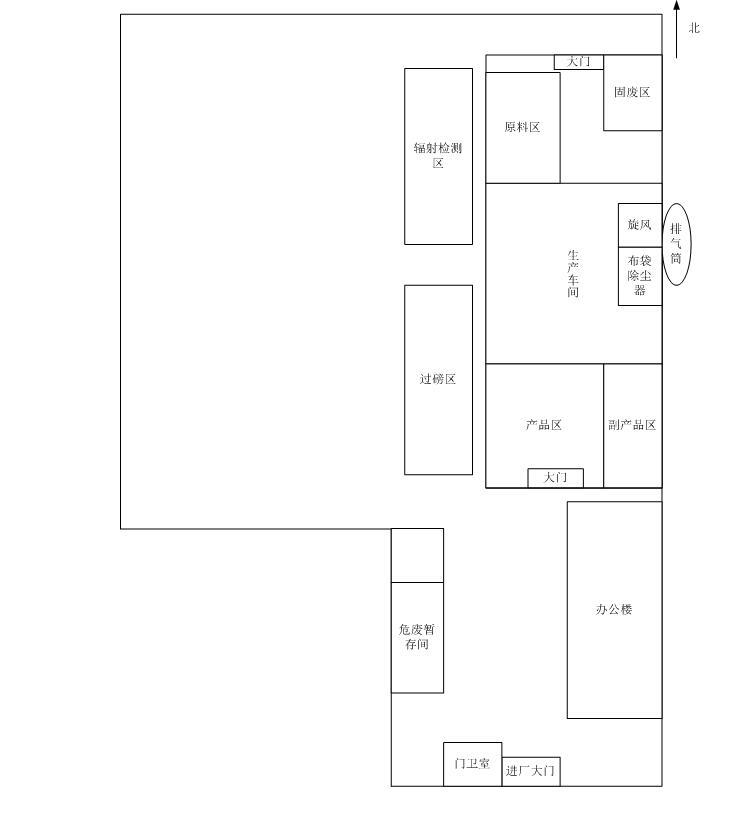 北
大门
固废区
原料区
辐射检测
区
旋风
排
气
筒
布袋
除尘
器
生
产
车
间
过磅区
产品区
副产品区
大门
办公楼
危废暂
存间
门卫室
进厂大门